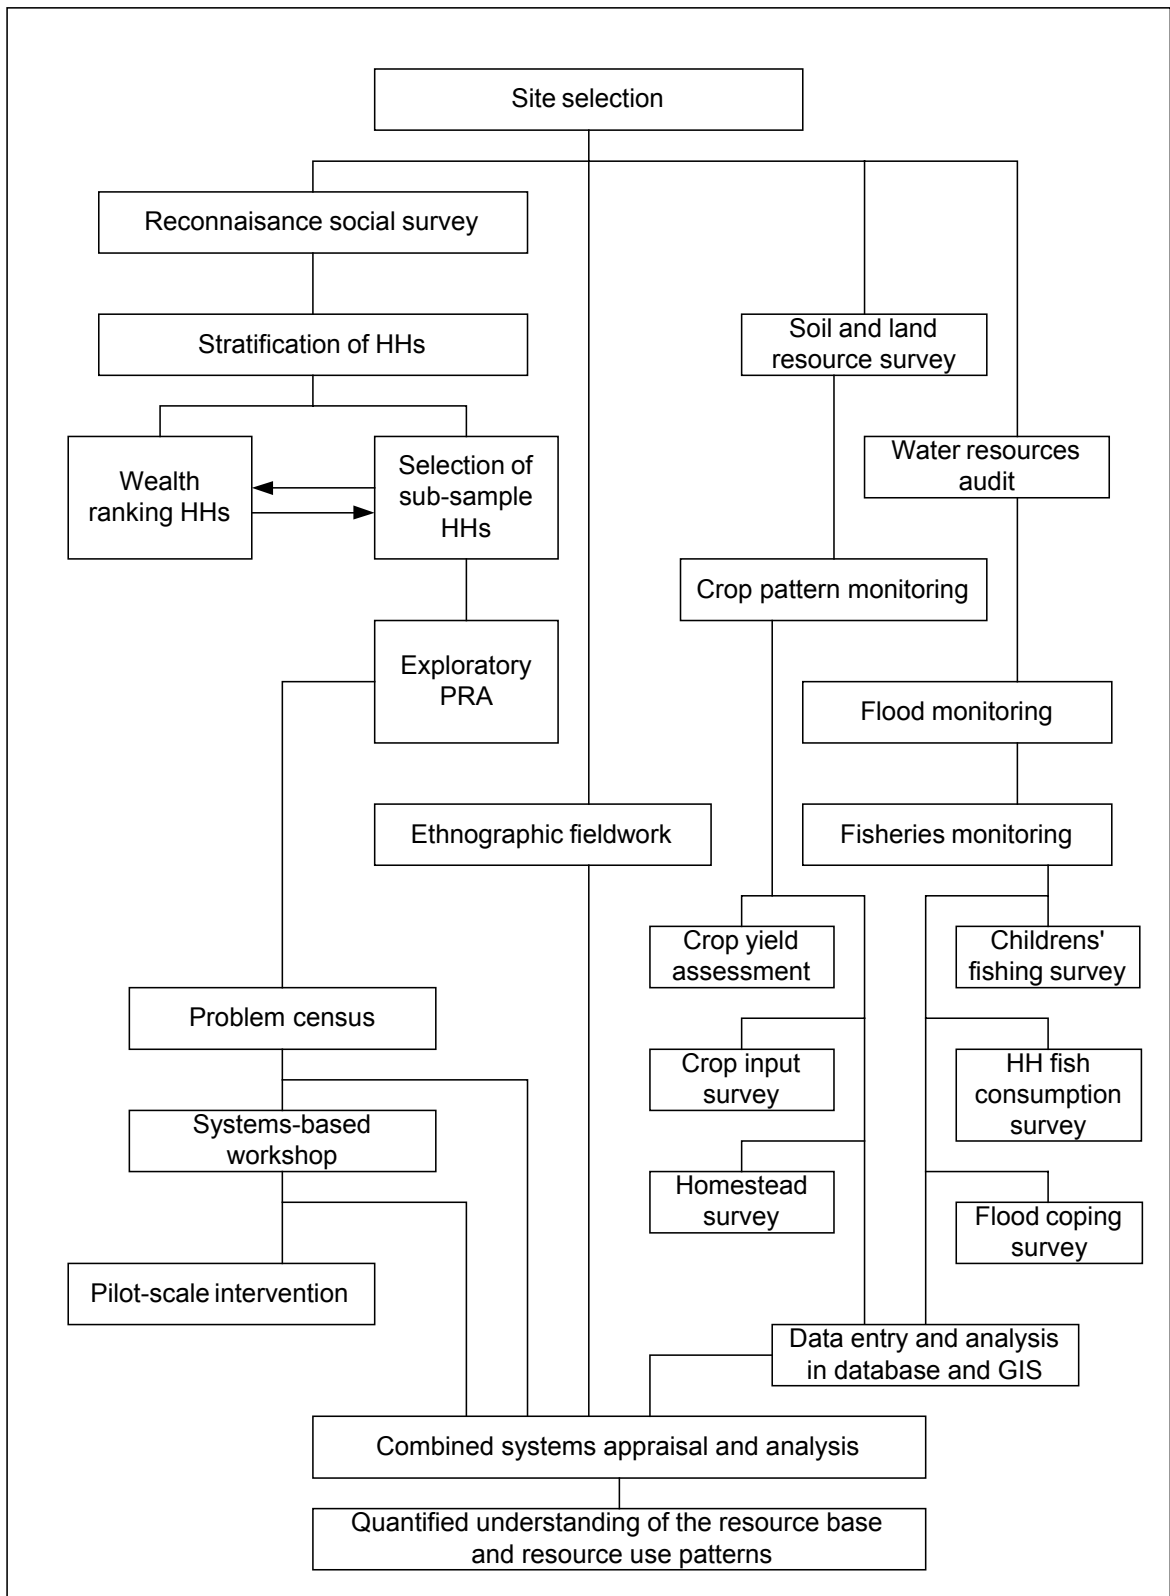 Site selection
Reconnaisance social survey
Stratification of HHs
Soil and land
resource survey
Wealth
ranking HHs
Selection of
sub-sample
HHs
Water resources
audit
Crop pattern monitoring
Exploratory
PRA
Flood monitoring
Ethnographic fieldwork
Fisheries monitoring
Crop yield
assessment
Childrens'
fishing survey
Problem census
Crop input
survey
HH fish
consumption
survey
Systems-based
workshop
Homestead
survey
Flood coping
survey
Pilot-scale intervention
Data entry and analysis
in database and GIS
Combined systems appraisal and analysis
Quantified understanding of the resource base
and resource use patterns